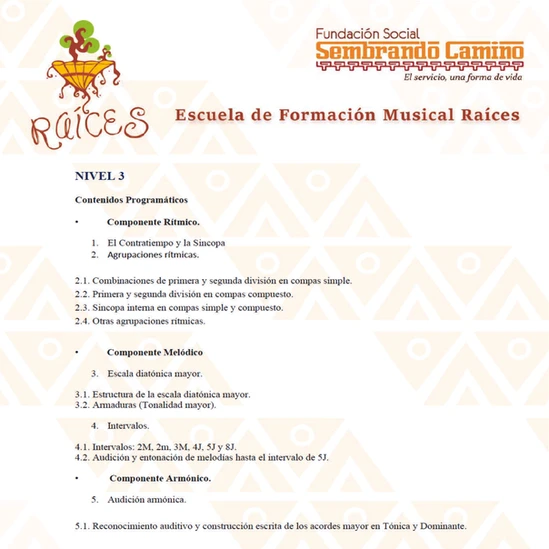 Fundación Social
Sembrando Camino
El servicio, una forma de vida
RAÍCES
Escuela de Formación Musical Raíces
NIVEL 3
Contenidos Programáticos
• Componente Rítmico.
1. El Contratiempo y la Sincopa
2. Agrupaciones rítmicas.
2.1. Combinaciones de primera y segunda división en compas simple.
2.2. Primera y segunda división en compas compuesto.
2.3. Sincopa interna en compas simple y compuesto.
2.4. Otras agrupaciones rítmicas.
• Componente Melódico
3. Escala diatónica mayor.
3.1. Estructura de la escala diatónica mayor.
3.2. Armaduras (Tonalidad mayor).
4. Intervalos.
4.1. Intervalos: 2M, 2m, 3M, 4J, 5J y 8J.
4.2. Audición y entonación de melodías hasta el intervalo de 5J.
• Componente Armónico.
5. Audición armónica.
5.1. Reconocimiento auditivo y construcción escrita de los acordes mayor en Tónica y Dominante.